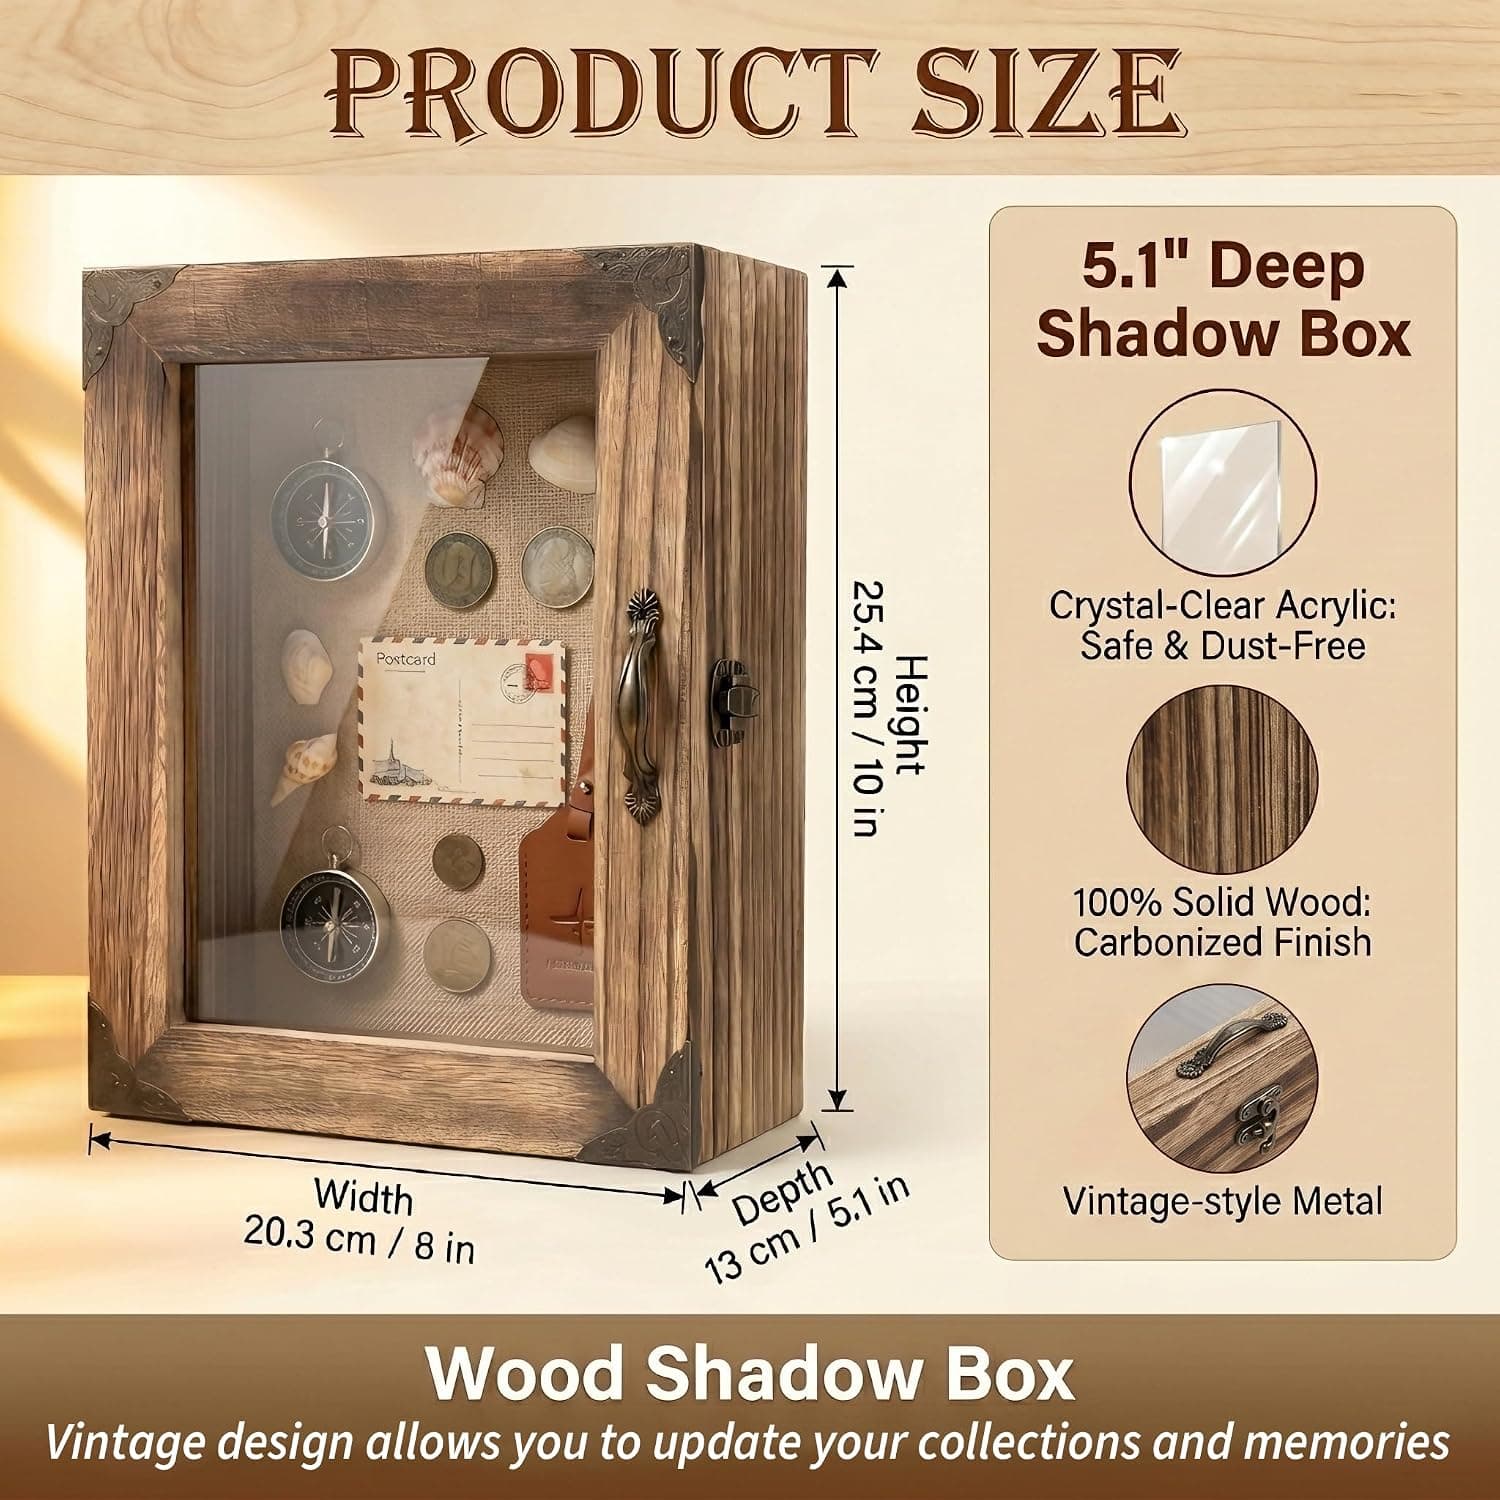 PRODUCT SIZE
5.1" Deep
Shadow Box
Crystal-Clear Acrylic:
Safe & Dust-Free
100% Solid Wood:
Carbonized Finish
Vintage-style Metal
Postcard
Height
25.4 cm / 10 in
Width
20.3 cm / 8 in
Depth
13 cm / 5.1 in
Wood Shadow Box
Vintage design allows you to update your collections and memories